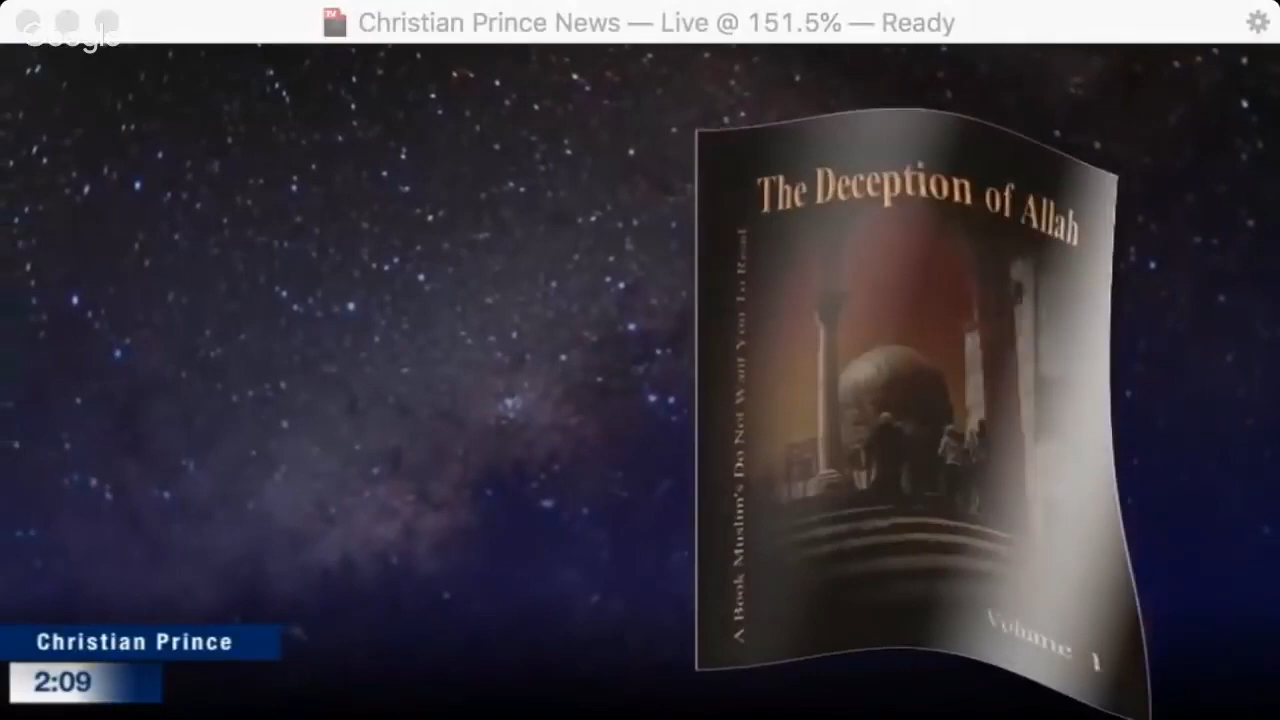 Christian Prince News — Live @ 151.5% — Ready
Google
The Deception of Allah
A Book Muslim's Do Not Want You To Read
Volume 1
Christian Prince
2:09